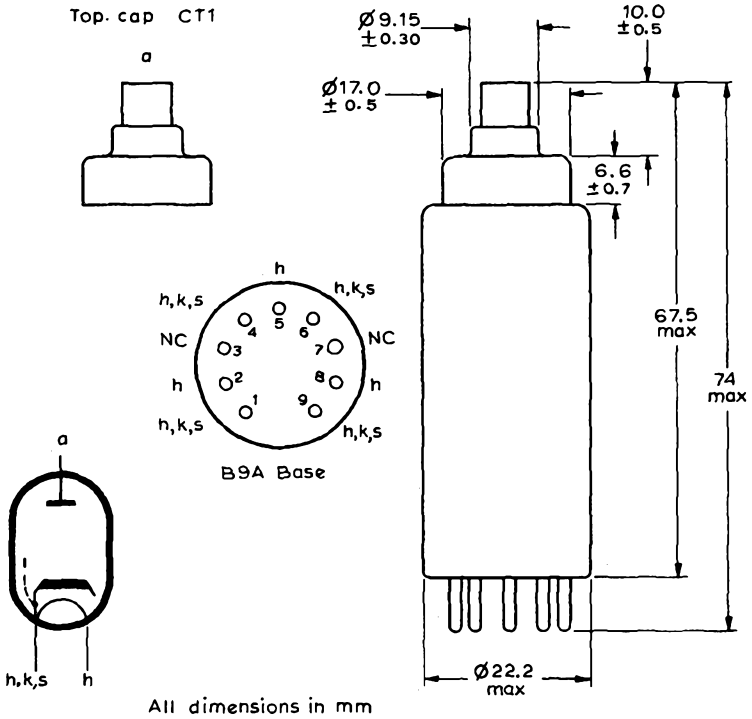 Top. cap CT1
a
Ø9.15
±0.30
10.0
±0.5
Ø17.0
±0.5
6.6
±0.7
67.5
max
74
max
h
h,k,s
h,k,s
NC
NC
h
h
h,k,s
h,k,s
1
2
3
4
5
6
7
8
9
B9A Base
a
h,k,s
h
Ø22.2
max
All dimensions in mm